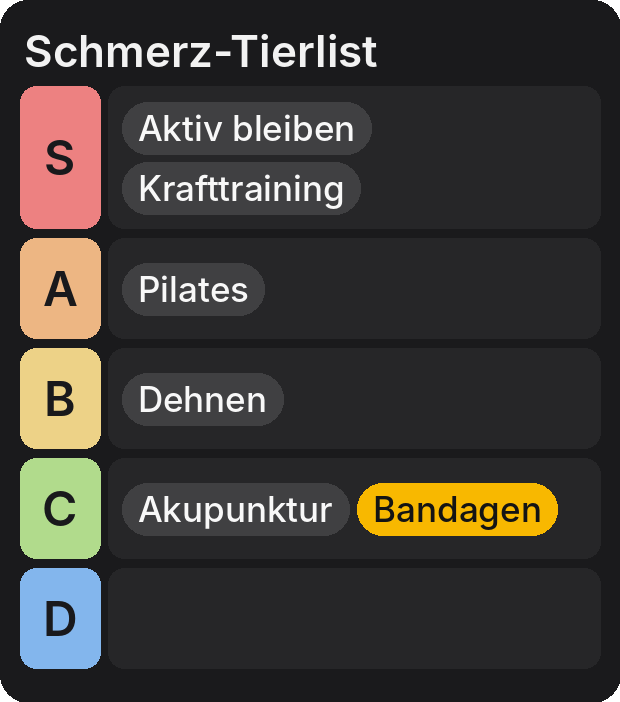 Schmerz-Tierlist
S
Aktiv bleiben
Krafttraining
A
Pilates
B
Dehnen
C
Akupunktur Bandagen
D